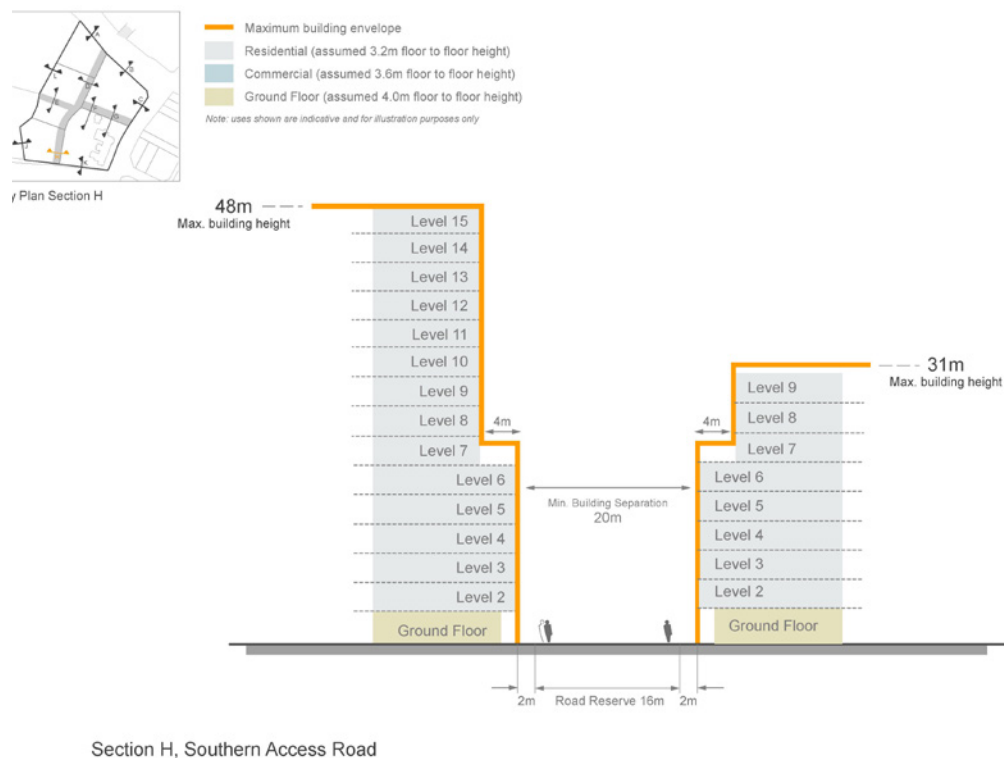 Maximum building envelope
Residential (assumed 3.2m floor to floor height)
Commercial (assumed 3.6m floor to floor height)
Ground Floor (assumed 4.0m floor to floor height)
Note: uses shown are indicative and for illustration purposes only
y Plan Section H
48m
Max. building height
Level 15
Level 14
Level 13
Level 12
Level 11
Level 10
Level 9
Level 8
Level 7
Level 6
Level 5
Level 4
Level 3
Level 2
Ground Floor
4m
Min. Building Separation
20m
4m
31m
Max. building height
Level 9
Level 8
Level 7
Level 6
Level 5
Level 4
Level 3
Level 2
Ground Floor
2m
Road Reserve 16m
2m
Section H, Southern Access Road